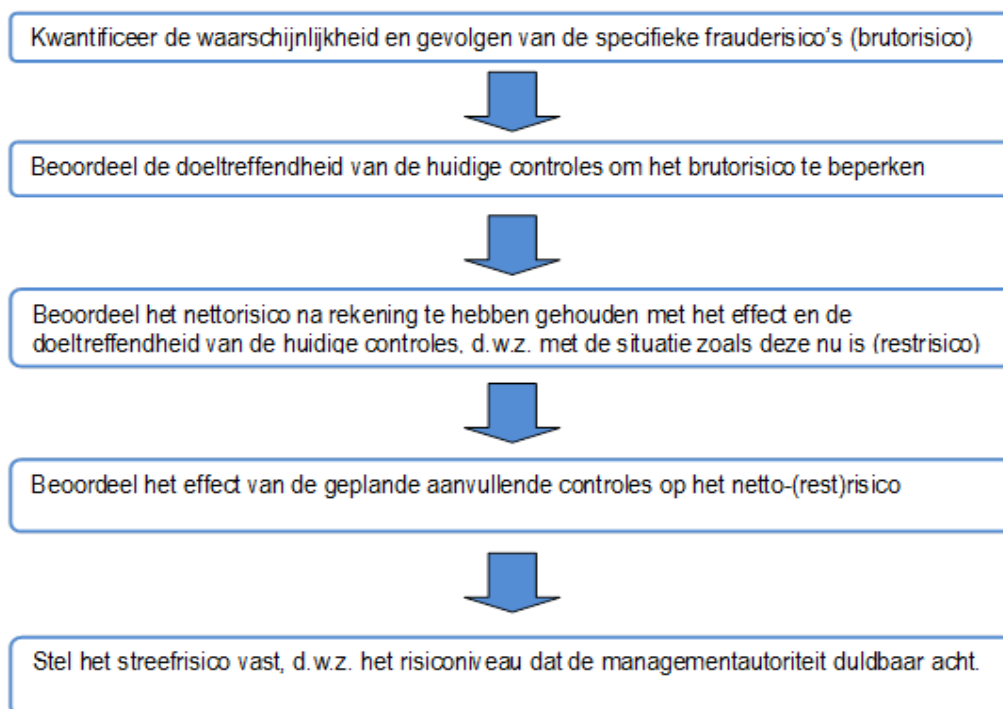 Kwantificeer de waarschijnlijkheid en gevolgen van de specifieke frauderisico's (brutorisico)
Beoordeel de doeltreffendheid van de huidige controles om het brutorisico te beperken
Beoordeel het nettorisico na rekening te hebben gehouden met het effect en de
doeltreffendheid van de huidige controles, d.w.z. met de situatie zoals deze nu is (restrisico)
Beoordeel het effect van de geplande aanvullende controles op het netto-(rest)risico
Stel het streefrisico vast, d.w.z. het risiconiveau dat de managementautoriteit duldbaar acht.